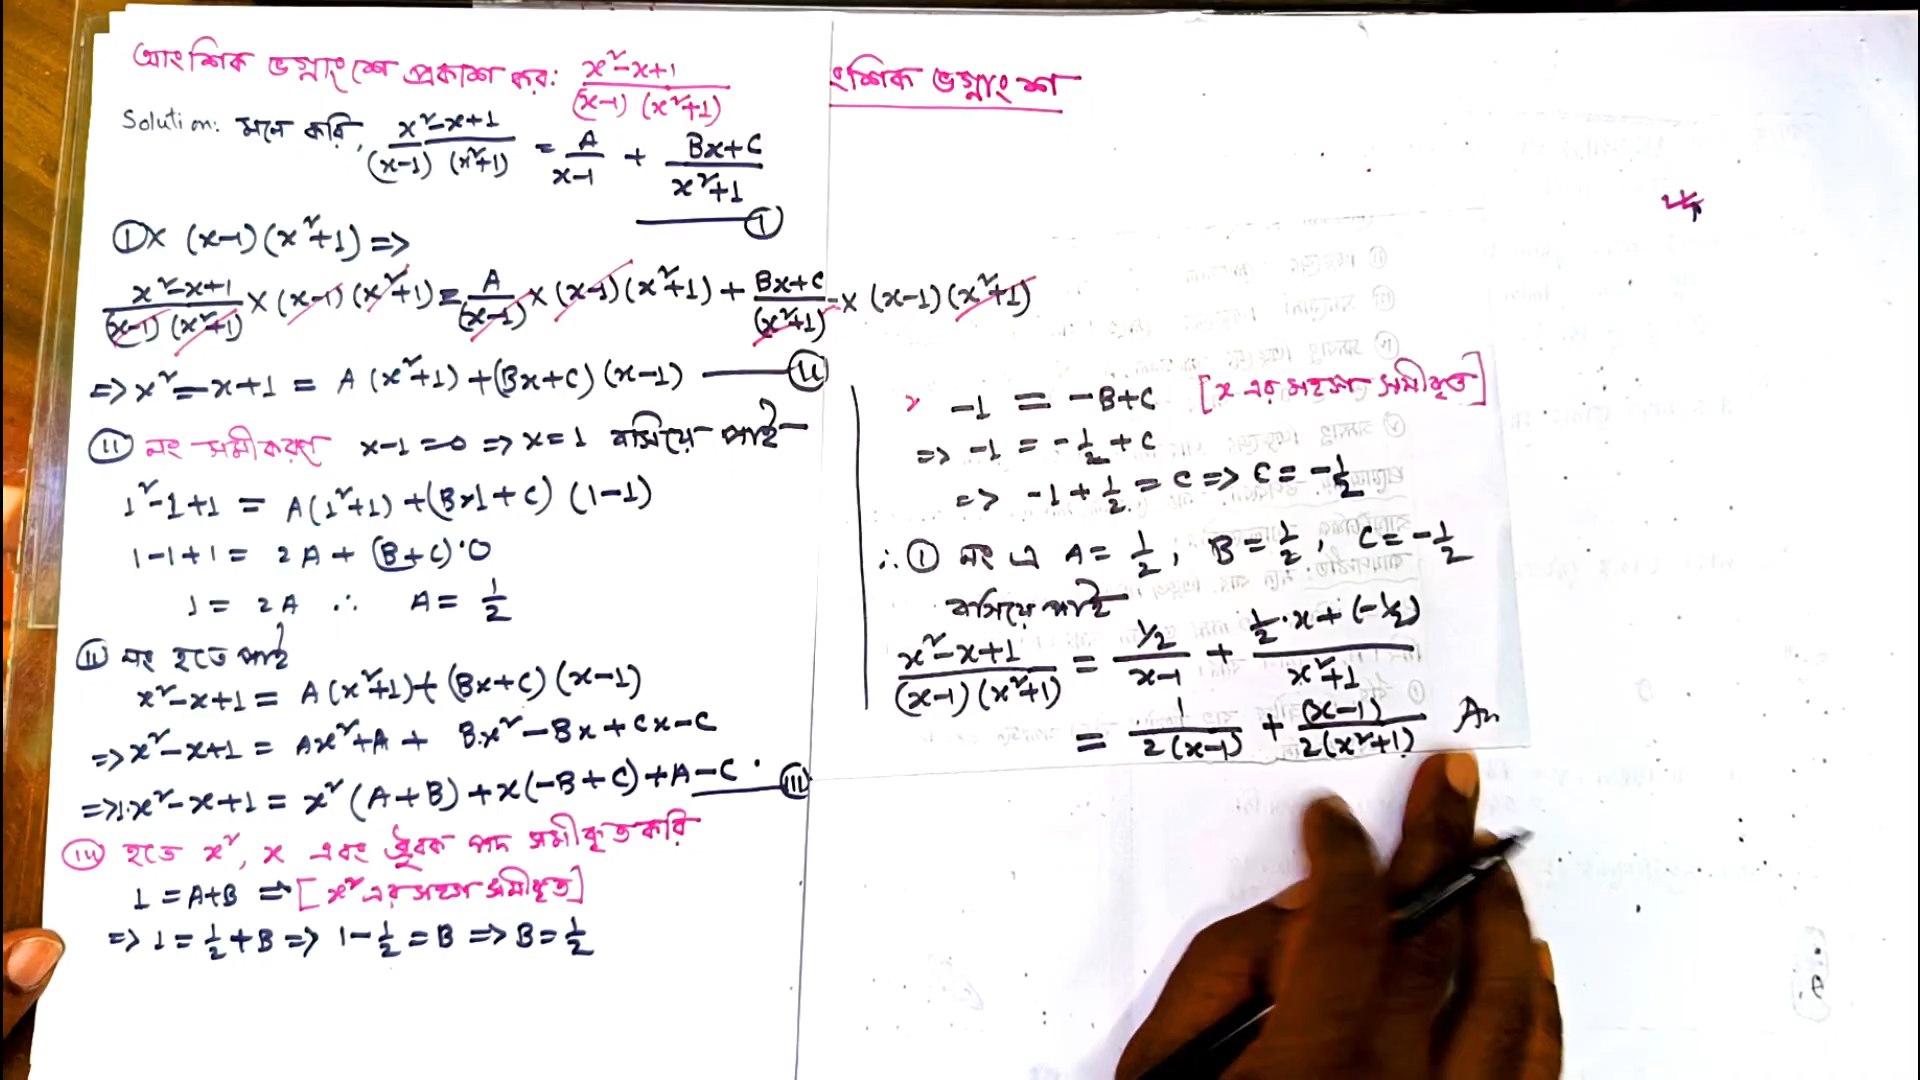 আংশিক ভগ্নাংশে প্রকাশ কর: (x²-x+1)/((x-1)(x²+1))
Solution: মনে করি, (x²-x+1)/((x-1)(x²+1)) = A/(x-1) + (Bx+C)/(x²+1) —— (I)
(I)× (x-1)(x²+1) =>
(x²-x+1)/((x-1)(x²+1)) × (x-1)(x²+1) = A/(x-1) × (x-1)(x²+1) + (Bx+C)/(x²+1) × (x-1)(x²+1)
=> x²-x+1 = A(x²+1)+(Bx+C)(x-1) —— (II)
(II) নং সমীকরণে x-1=0 => x=1 বসিয়ে পাই-
1²-1+1 = A(1²+1)+(B×1+C)(1-1)
1-1+1 = 2A+(B+C)·0
1 = 2A ∴ A = 1/2
(II) নং হতে পাই
x²-x+1 = A(x²+1)+(Bx+C)(x-1)
=> x²-x+1 = Ax²+A + Bx²-Bx+Cx-C
=> 1·x²-x+1 = x²(A+B)+x(-B+C)+A-C —— (III)
(III) হতে x², x এবং ধ্রুবক পদ সমীকৃত করি
1 = A+B => [x² এর সহগ সমীকৃত]
=> 1 = 1/2+B => 1-1/2 = B => B = 1/2
ংশিক ভগ্নাংশ
-1 = -B+C [x এর সহগ সমীকৃত]
=> -1 = -1/2+C
=> -1+1/2 = C => C = -1/2
∴ (I) নং এ A = 1/2, B = 1/2, C = -1/2
বসিয়ে পাই-
(x²-x+1)/((x-1)(x²+1)) = (1/2)/(x-1) + (1/2·x+(-1/2))/(x²+1)
= 1/(2(x-1)) + (x-1)/(2(x²+1)) An